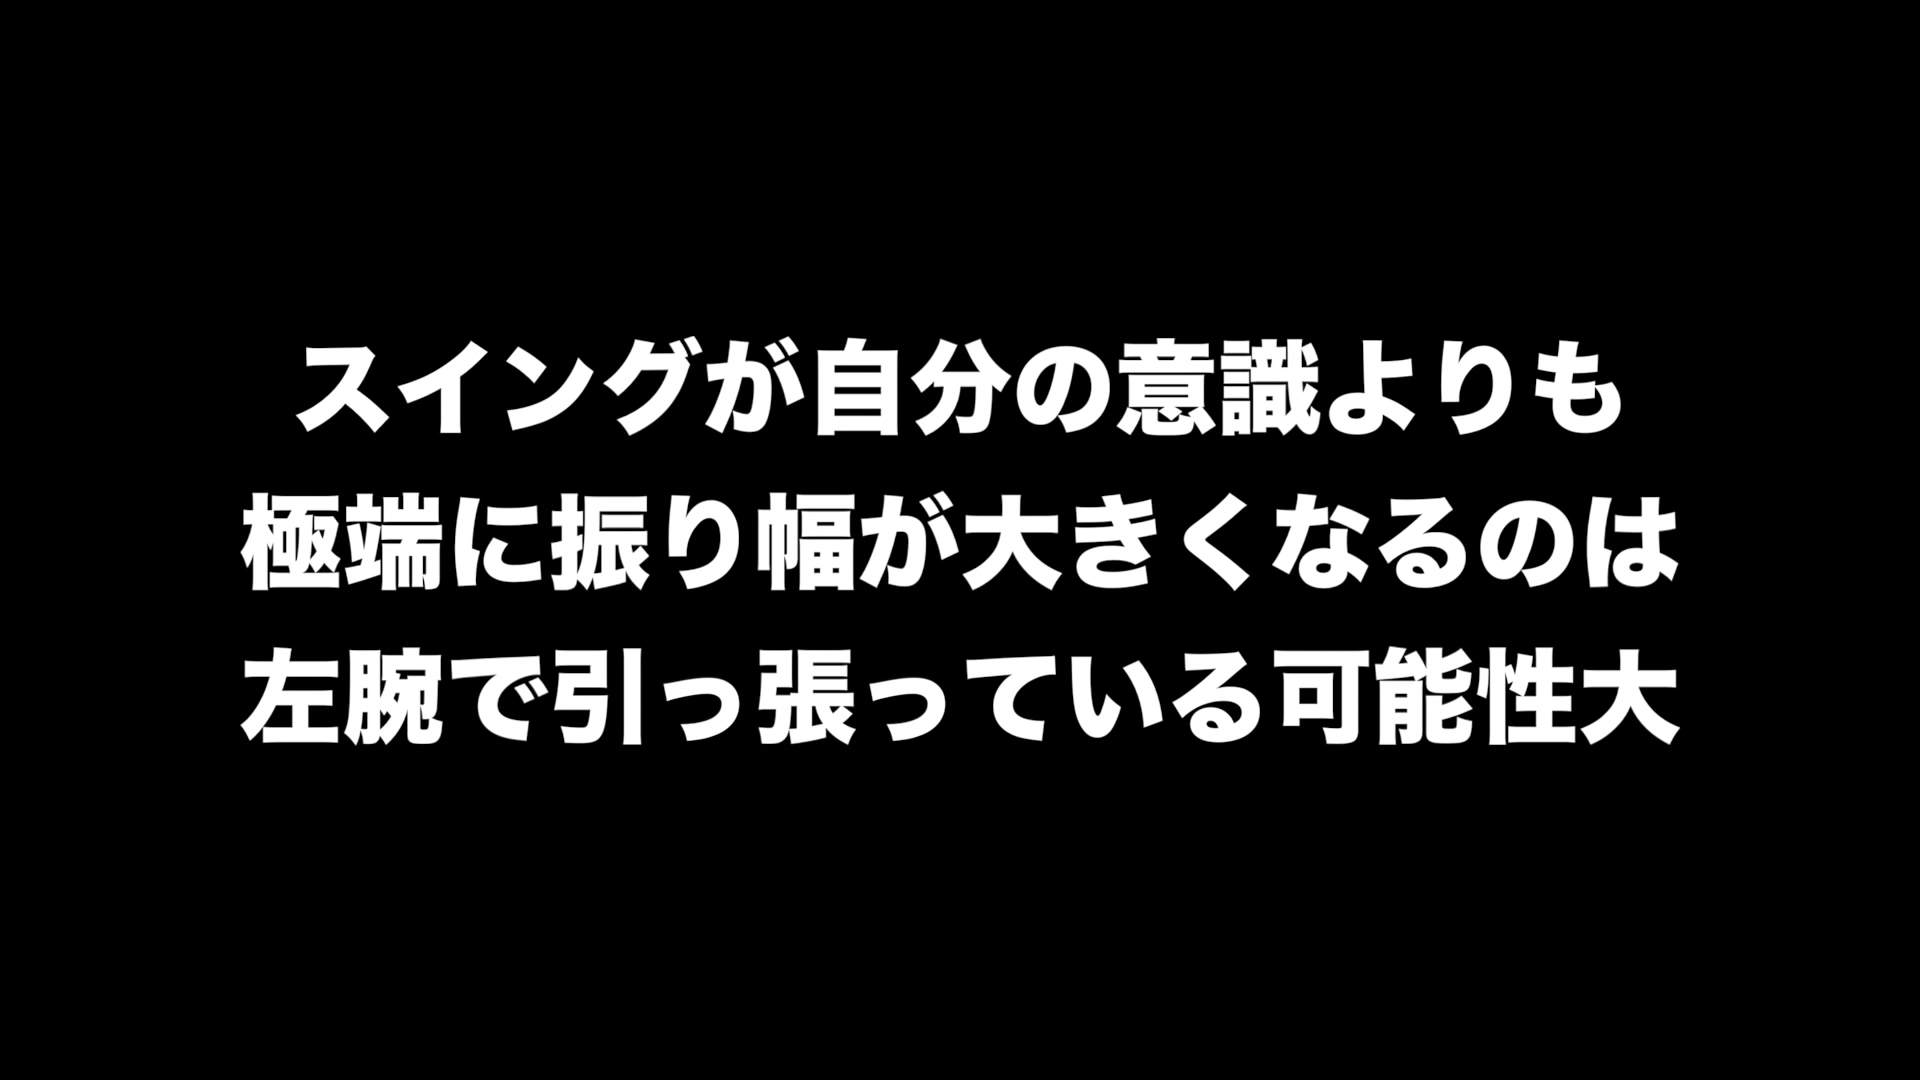 スイングが自分の意識よりも
極端に振り幅が大きくなるのは
左腕で引っ張っている可能性大